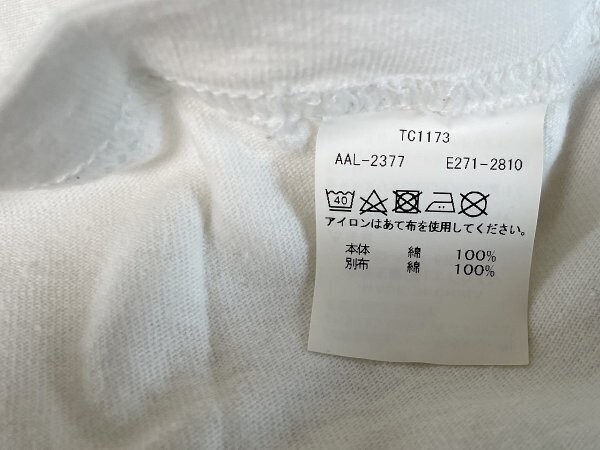 TC1173
AAL-2377 E271-2810
40
アイロンはあて布を使用してください。
本体 綿 100%
別布 綿 100%